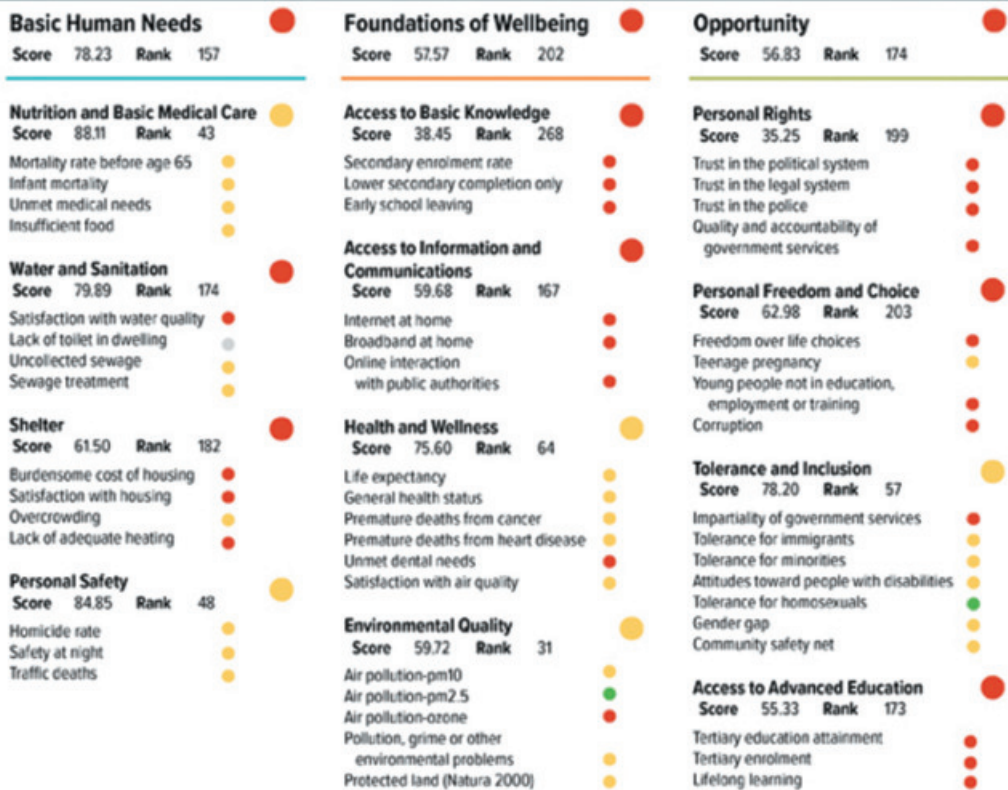 Basic Human Needs
Score 78.23 Rank 157
Nutrition and Basic Medical Care
Score 88.11 Rank 43
Mortality rate before age 65
Infant mortality
Unmet medical needs
Insufficient food
Water and Sanitation
Score 79.89 Rank 174
Satisfaction with water quality
Lack of toilet in dwelling
Uncollected sewage
Sewage treatment
Shelter
Score 61.50 Rank 182
Burdensome cost of housing
Satisfaction with housing
Overcrowding
Lack of adequate heating
Personal Safety
Score 84.85 Rank 48
Homicide rate
Safety at night
Traffic deaths
Foundations of Wellbeing
Score 57.57 Rank 202
Access to Basic Knowledge
Score 38.45 Rank 268
Secondary enrolment rate
Lower secondary completion only
Early school leaving
Access to Information and
Communications
Score 59.68 Rank 167
Internet at home
Broadband at home
Online interaction
with public authorities
Health and Wellness
Score 75.60 Rank 64
Life expectancy
General health status
Premature deaths from cancer
Premature deaths from heart disease
Unmet dental needs
Satisfaction with air quality
Environmental Quality
Score 59.72 Rank 31
Air pollution-pm10
Air pollution-pm2.5
Air pollution-ozone
Pollution, grime or other
environmental problems
Protected land (Natura 2000)
Opportunity
Score 56.83 Rank 174
Personal Rights
Score 35.25 Rank 199
Trust in the political system
Trust in the legal system
Trust in the police
Quality and accountability of
government services
Personal Freedom and Choice
Score 62.98 Rank 203
Freedom over life choices
Teenage pregnancy
Young people not in education,
employment or training
Corruption
Tolerance and Inclusion
Score 78.20 Rank 57
Impartiality of government services
Tolerance for immigrants
Tolerance for minorities
Attitudes toward people with disabilities
Tolerance for homosexuals
Gender gap
Community safety net
Access to Advanced Education
Score 55.33 Rank 173
Tertiary education attainment
Tertiary enrolment
Lifelong learning